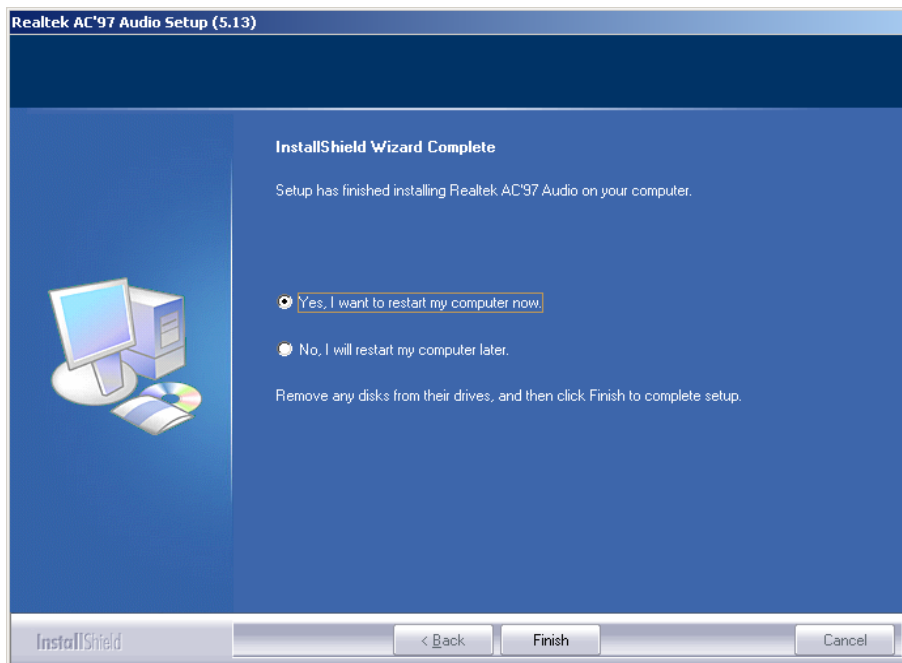 Realtek AC'97 Audio Setup (5.13)
InstallShield Wizard Complete
Setup has finished installing Realtek AC'97 Audio on your computer.
Yes, I want to restart my computer now.
No, I will restart my computer later.
Remove any disks from their drives, and then click Finish to complete setup.
InstallShield
< Back
Finish
Cancel